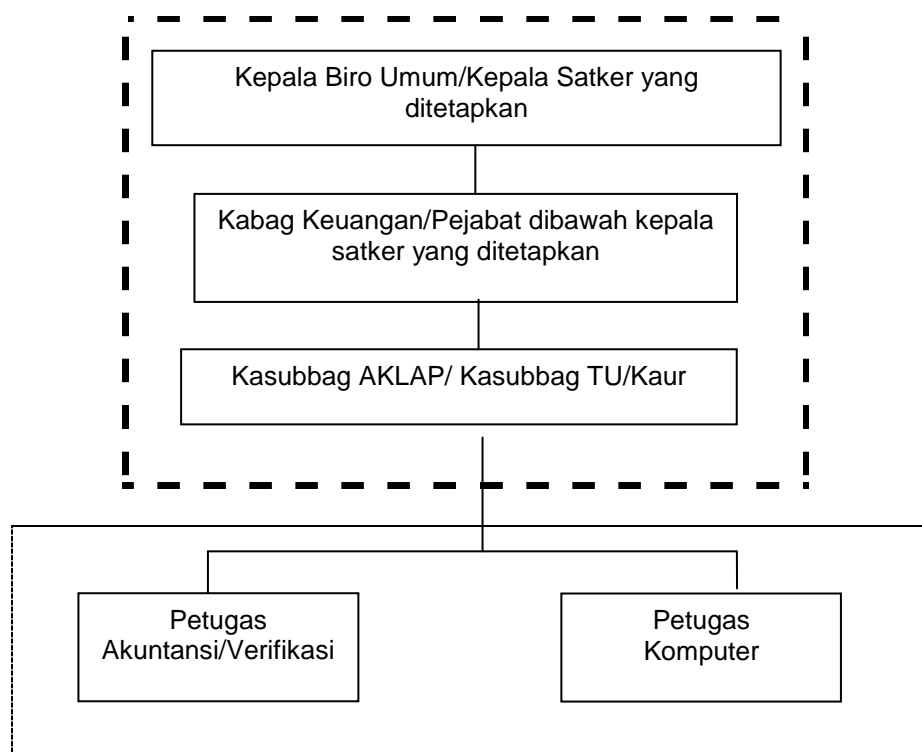 Kepala Biro Umum/Kepala Satker yang
ditetapkan
Kabag Keuangan/Pejabat dibawah kepala
satker yang ditetapkan
Kasubbag AKLAP/ Kasubbag TU/Kaur
Petugas
Akuntansi/Verifikasi
Petugas
Komputer